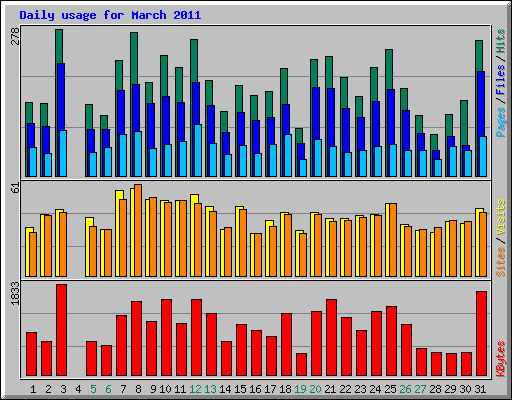 Daily usage for March 2011
278
Pages / Files / Hits
61
Sites / Visits
1833
KBytes
1 2 3 4 5 6 7 8 9 10 11 12 13 14 15 16 17 18 19 20 21 22 23 24 25 26 27 28 29 30 31